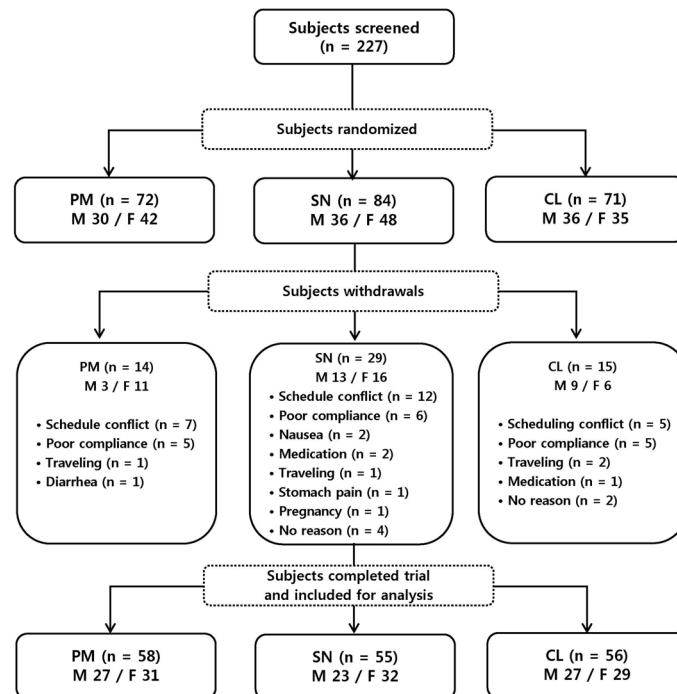 Subjects screened
(n = 227)
Subjects randomized
PM (n = 72)
M 30 / F 42
SN (n = 84)
M 36 / F 48
CL (n = 71)
M 36 / F 35
Subjects withdrawals
PM (n = 14)
M 3 / F 11
• Schedule conflict (n = 7)
• Poor compliance (n = 5)
• Traveling (n = 1)
• Diarrhea (n = 1)
SN (n = 29)
M 13 / F 16
• Schedule conflict (n = 12)
• Poor compliance (n = 6)
• Nausea (n = 2)
• Medication (n = 2)
• Traveling (n = 1)
• Stomach pain (n = 1)
• Pregnancy (n = 1)
• No reason (n = 4)
CL (n = 15)
M 9 / F 6
• Scheduling conflict (n = 5)
• Poor compliance (n = 5)
• Traveling (n = 2)
• Medication (n = 1)
• No reason (n = 2)
Subjects completed trial
and included for analysis
PM (n = 58)
M 27 / F 31
SN (n = 55)
M 23 / F 32
CL (n = 56)
M 27 / F 29